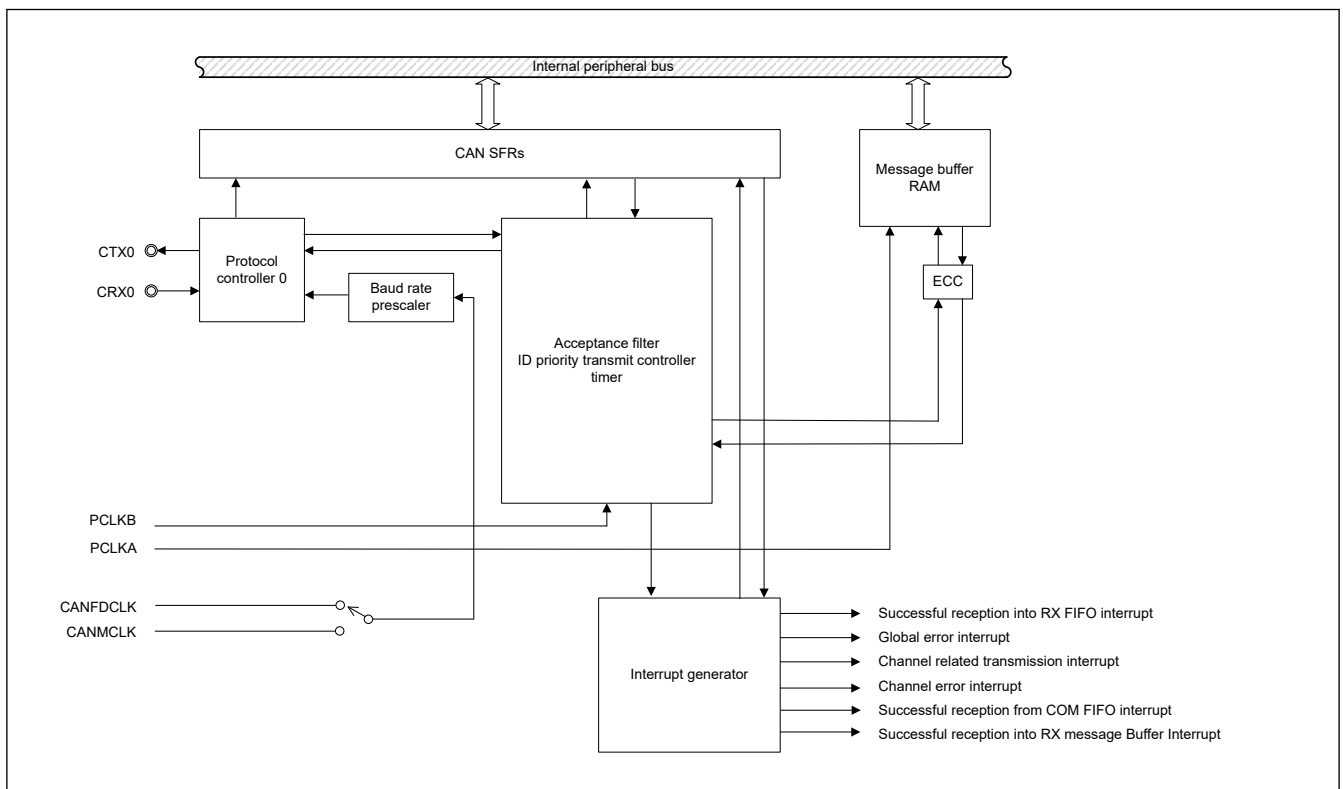 Internal peripheral bus
CAN SFRs
Message buffer
RAM
CTX0
CRX0
Protocol
controller 0
Baud rate
prescaler
ECC
Acceptance filter
ID priority transmit controller
timer
PCLKB
PCLKA
CANFDCLK
CANMCLK
Interrupt generator
Successful reception into RX FIFO interrupt
Global error interrupt
Channel related transmission interrupt
Channel error interrupt
Successful reception from COM FIFO interrupt
Successful reception into RX message Buffer Interrupt